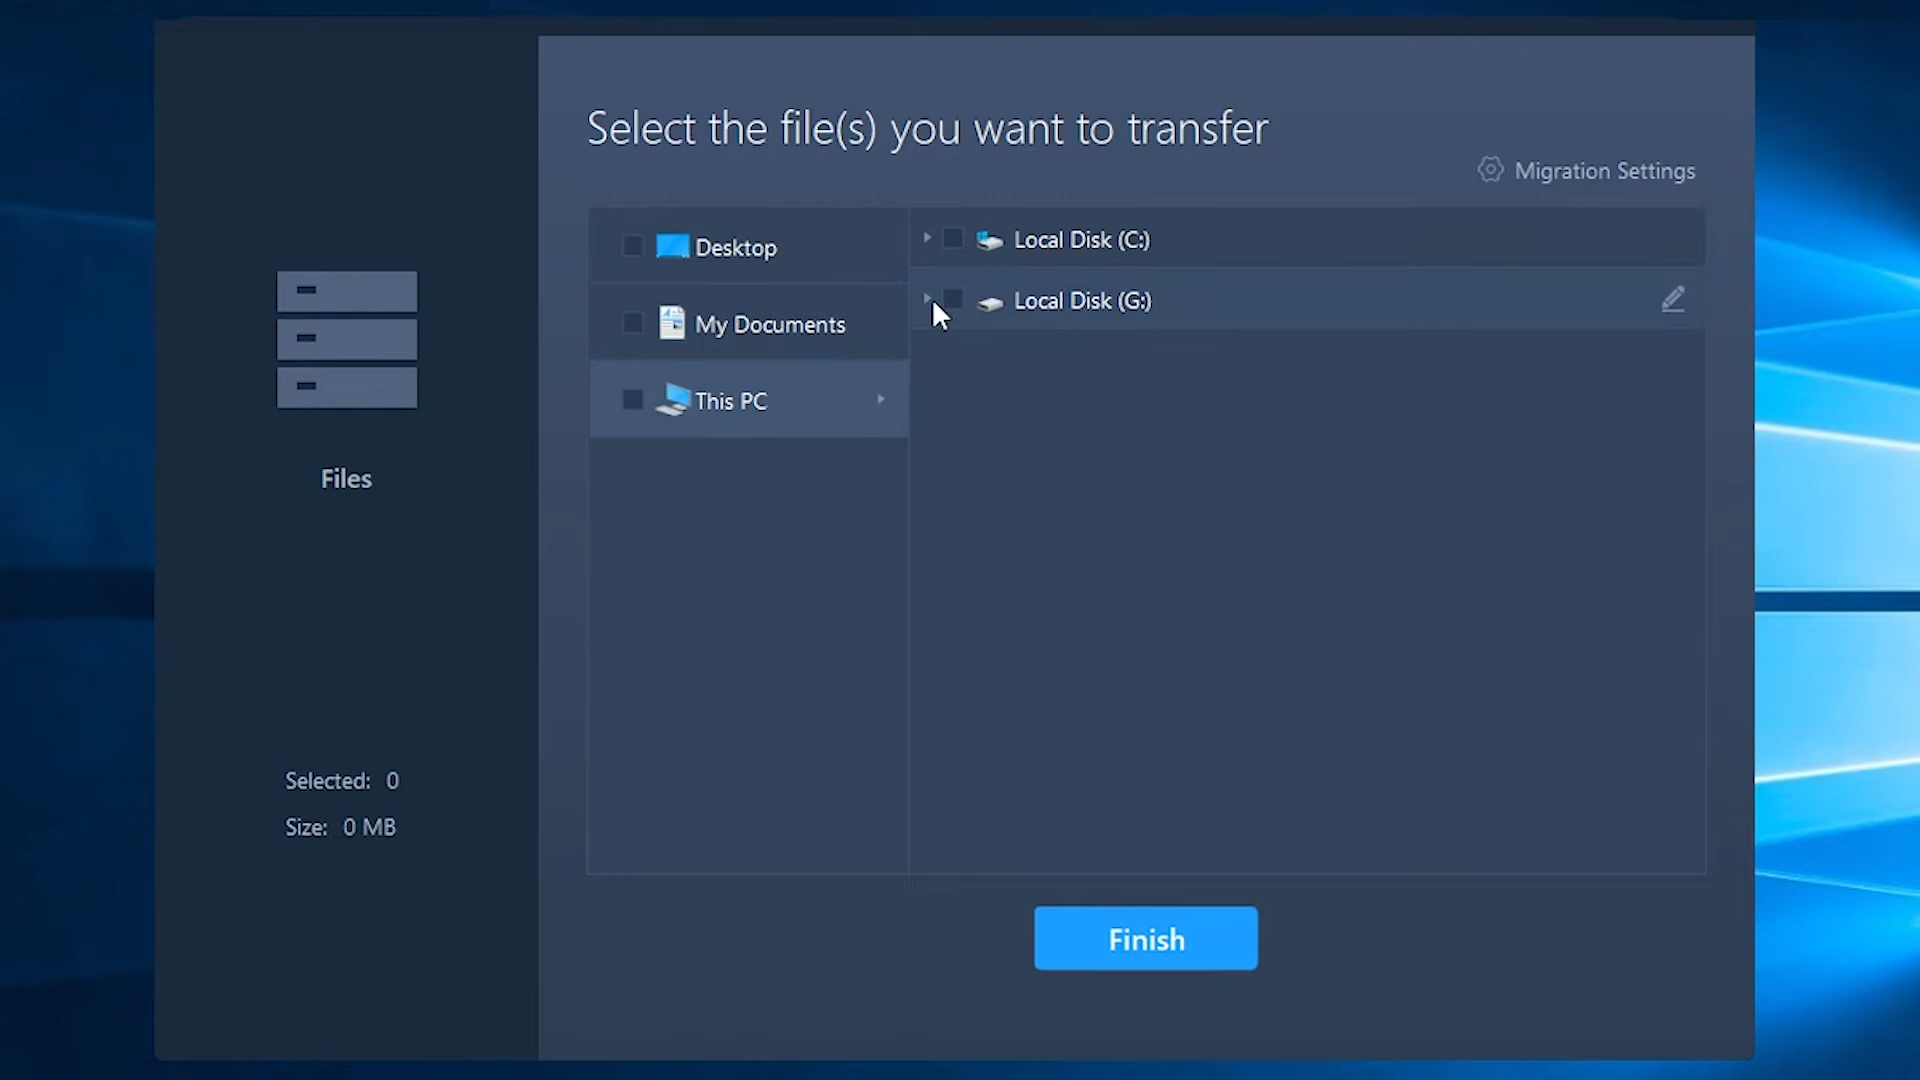 Select the file(s) you want to transfer
Migration Settings
Desktop
My Documents
This PC
Local Disk (C:)
Local Disk (G:)
Files
Selected: 0
Size: 0 MB
Finish